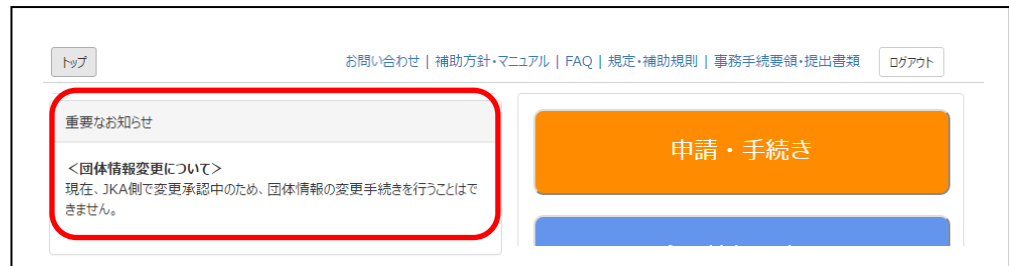 トップ
お問い合わせ | 補助方針・マニュアル | FAQ | 規定・補助規則 | 事務手続要領・提出書類
ログアウト
重要なお知らせ
<団体情報変更について>
現在、JKA側で変更承認中のため、団体情報の変更手続きを行うことはで
きません。
申請・手続き